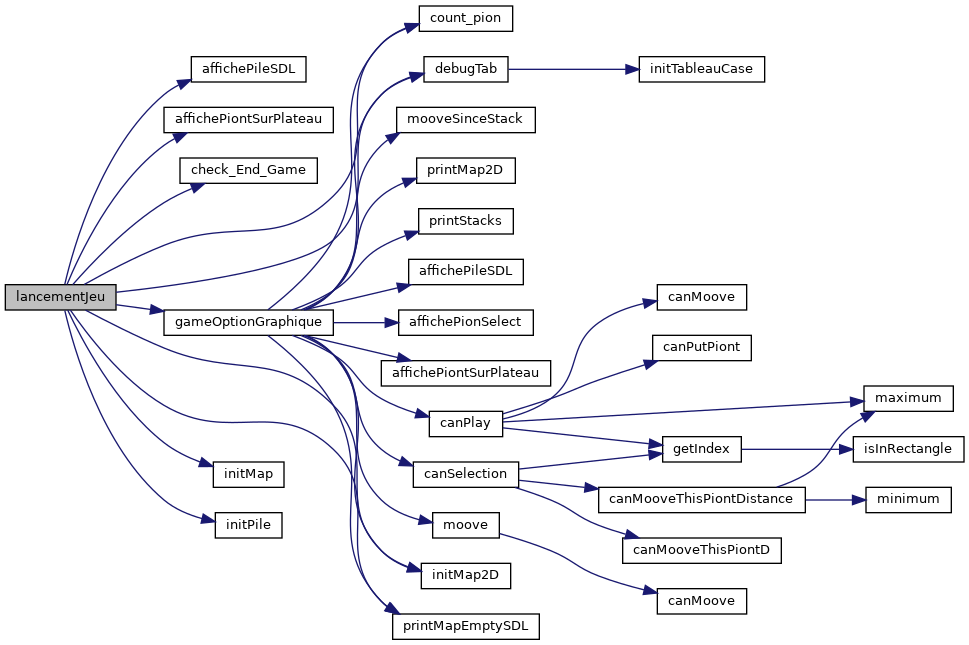 count_pion
affichePileSDL
debugTab
initTableauCase
affichePiontSurPlateau
mooveSinceStack
check_End_Game
printMap2D
printStacks
affichePileSDL
lancementJeu
canMoove
gameOptionGraphique
affichePionSelect
canPutPiont
affichePiontSurPlateau
maximum
canPlay
getIndex
isInRectangle
initMap
canSelection
canMooveThisPiontDistance
minimum
initPile
moove
canMooveThisPiontD
initMap2D
canMoove
printMapEmptySDL